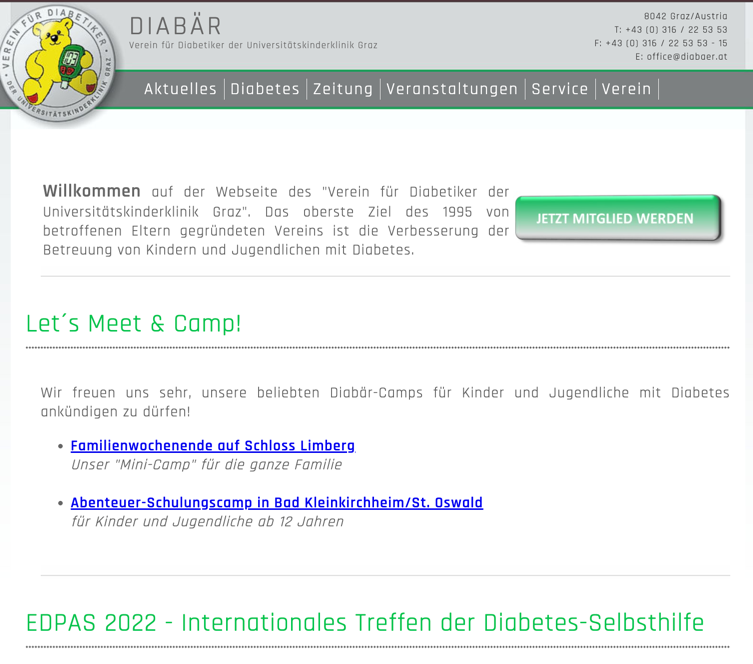 VEREIN FÜR DIABETIKER
DER UNIVERSITÄTSKINDERKLINIK GRAZ
DIABÄR
Verein für Diabetiker der Universitätskinderklinik Graz
8042 Graz/Austria
T: +43 (0) 316 / 22 53 53
F: +43 (0) 316 / 22 53 53 - 15
E: office@diabaer.at
Aktuelles Diabetes Zeitung Veranstaltungen Service Verein
Willkommen auf der Webseite des "Verein für Diabetiker der
Universitätskinderklinik Graz". Das oberste Ziel des 1995 von
betroffenen Eltern gegründeten Vereins ist die Verbesserung der
Betreuung von Kindern und Jugendlichen mit Diabetes.
JETZT MITGLIED WERDEN
Let´s Meet & Camp!
Wir freuen uns sehr, unsere beliebten Diabär-Camps für Kinder und Jugendliche mit Diabetes
ankündigen zu dürfen!
• Familienwochenende auf Schloss Limberg
Unser "Mini-Camp" für die ganze Familie
• Abenteuer-Schulungscamp in Bad Kleinkirchheim/St. Oswald
für Kinder und Jugendliche ab 12 Jahren
EDPAS 2022 - Internationales Treffen der Diabetes-Selbsthilfe